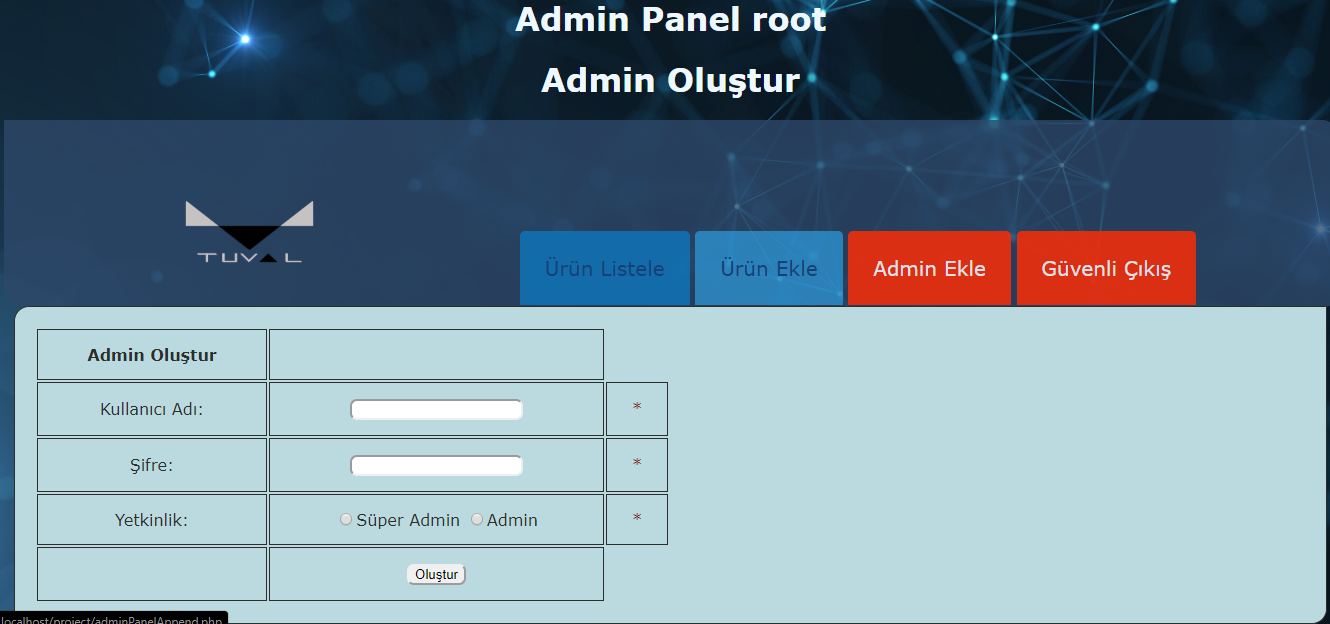 Admin Panel root
Admin Oluştur
TUVAL
Ürün Listele Ürün Ekle Admin Ekle Güvenli Çıkış
Admin Oluştur
Kullanıcı Adı: *
Şifre: *
Yetkinlik: Süper Admin Admin *
Oluştur
localhost/project/adminPanelAppend.php